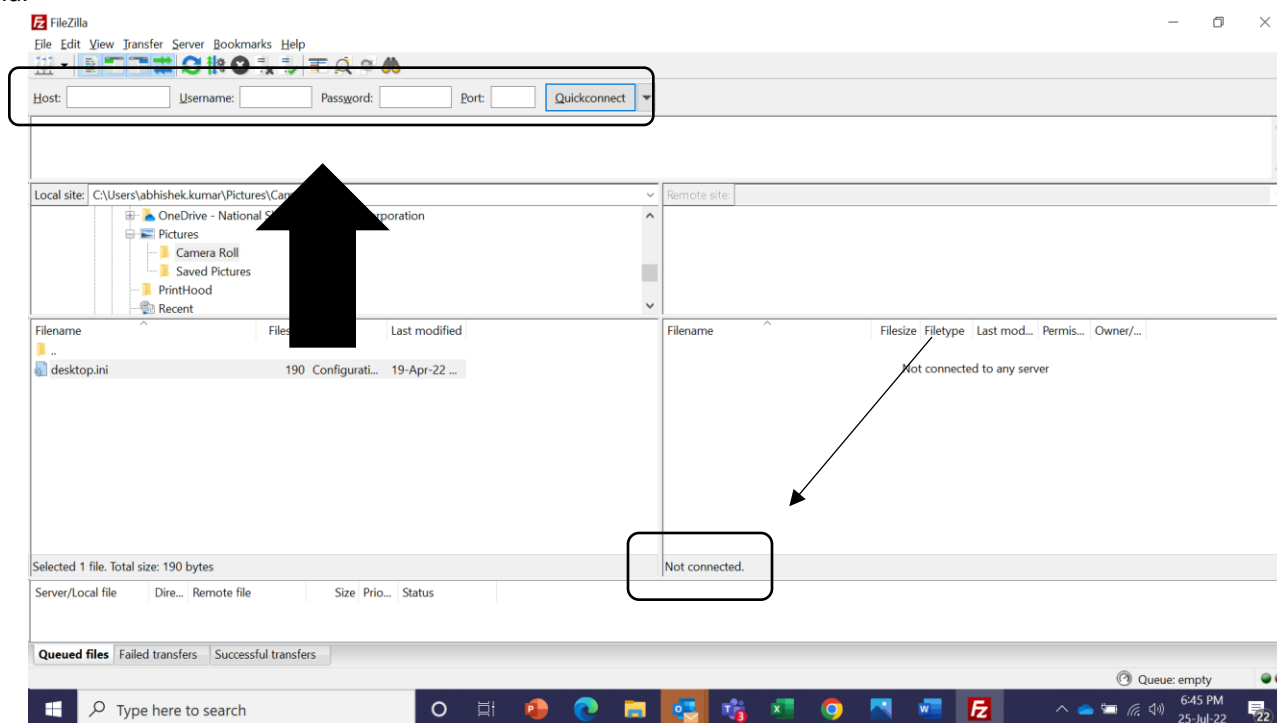 FileZilla
File Edit View Transfer Server Bookmarks Help
Host: Username: Password: Port: Quickconnect
Local site: C:\Users\abhishek.kumar\Pictures\Cam Remote site:
OneDrive - National poration
Pictures
Camera Roll
Saved Pictures
PrintHood
Recent
Filename Files Last modified Filename Filesize Filetype Last mod... Permis... Owner/...
..
desktop.ini 190 Configurati... 19-Apr-22 ... Not connected to any server
Selected 1 file. Total size: 190 bytes Not connected.
Server/Local file Dire... Remote file Size Prio... Status
Queued files Failed transfers Successful transfers
Queue: empty
Type here to search 6:45 PM
25-Jul-22
3
22